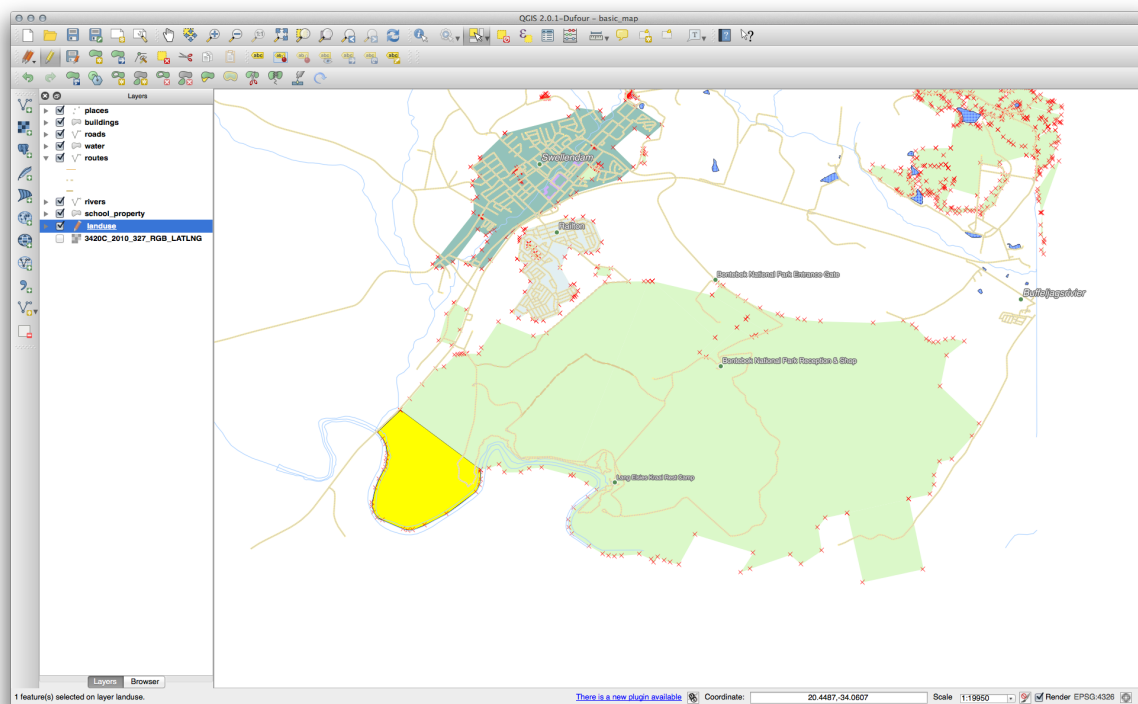 QGIS 2.0.1-Dufour - basic_map
Layers
places
buildings
roads
water
routes
rivers
school_property
landuse
3420C_2010_327_RGB_LATLNG
Swellendam
Railton
Bontebok National Park Entrance Gate
Buffeljagsrivier
Bontebok National Park Reception & Shop
Lang Elsies Kraal Rest Camp
Layers Browser
1 feature(s) selected on layer landuse.
There is a new plugin available
Coordinate: 20.4487,-34.0607
Scale 1:19950
Render EPSG:4326